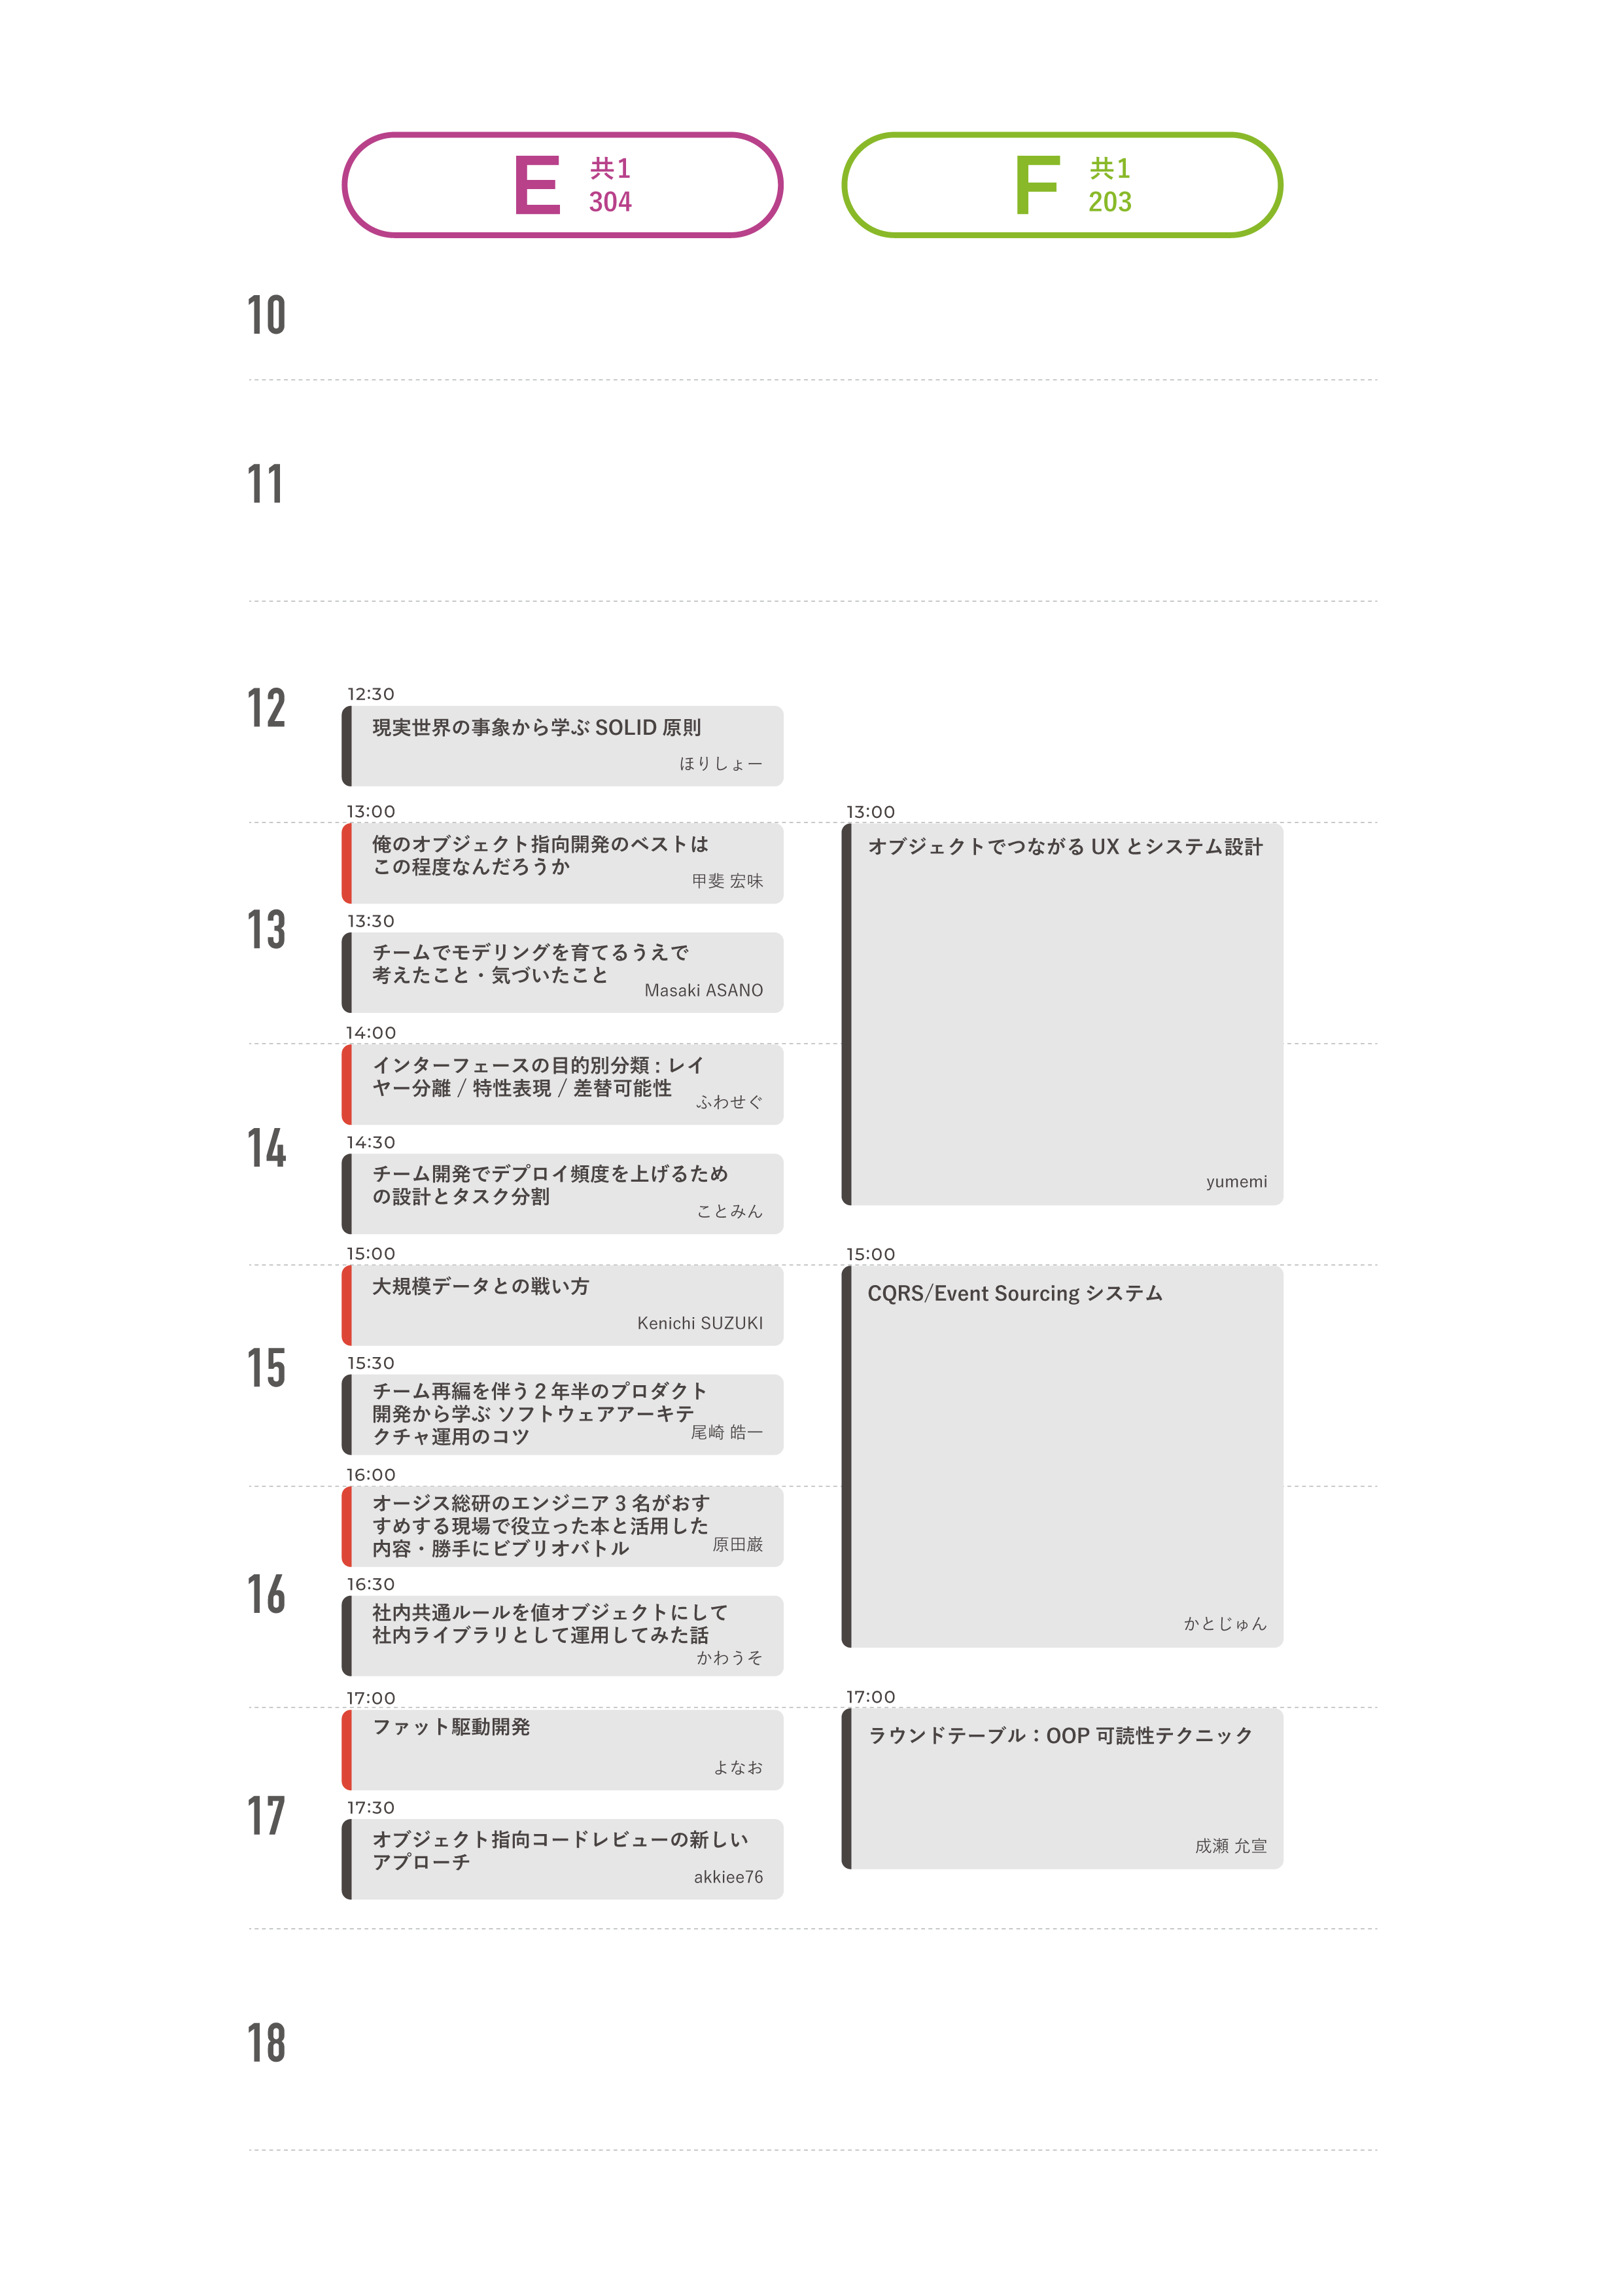 E 共1
304
F 共1
203
10
11
12
12:30
現実世界の事象から学ぶ SOLID 原則
ほりしょー
13:00
俺のオブジェクト指向開発のベストは
この程度なんだろうか
甲斐 宏味
13:00
オブジェクトでつながる UX とシステム設計
yumemi
13
13:30
チームでモデリングを育てるうえで
考えたこと・気づいたこと
Masaki ASANO
14:00
インターフェースの目的別分類 : レイ
ヤー分離 / 特性表現 / 差替可能性
ふわせぐ
14
14:30
チーム開発でデプロイ頻度を上げるため
の設計とタスク分割
ことみん
15:00
大規模データとの戦い方
Kenichi SUZUKI
15:00
CQRS/Event Sourcing システム
かとじゅん
15
15:30
チーム再編を伴う 2 年半のプロダクト
開発から学ぶ ソフトウェアアーキテ
クチャ運用のコツ
尾崎 皓一
16:00
オージス総研のエンジニア 3 名がおす
すめする現場で役立った本と活用した
内容・勝手にビブリオバトル
原田巌
16
16:30
社内共通ルールを値オブジェクトにして
社内ライブラリとして運用してみた話
かわうそ
17:00
ファット駆動開発
よなお
17:00
ラウンドテーブル：OOP 可読性テクニック
成瀬 允宣
17
17:30
オブジェクト指向コードレビューの新しい
アプローチ
akkiee76
18